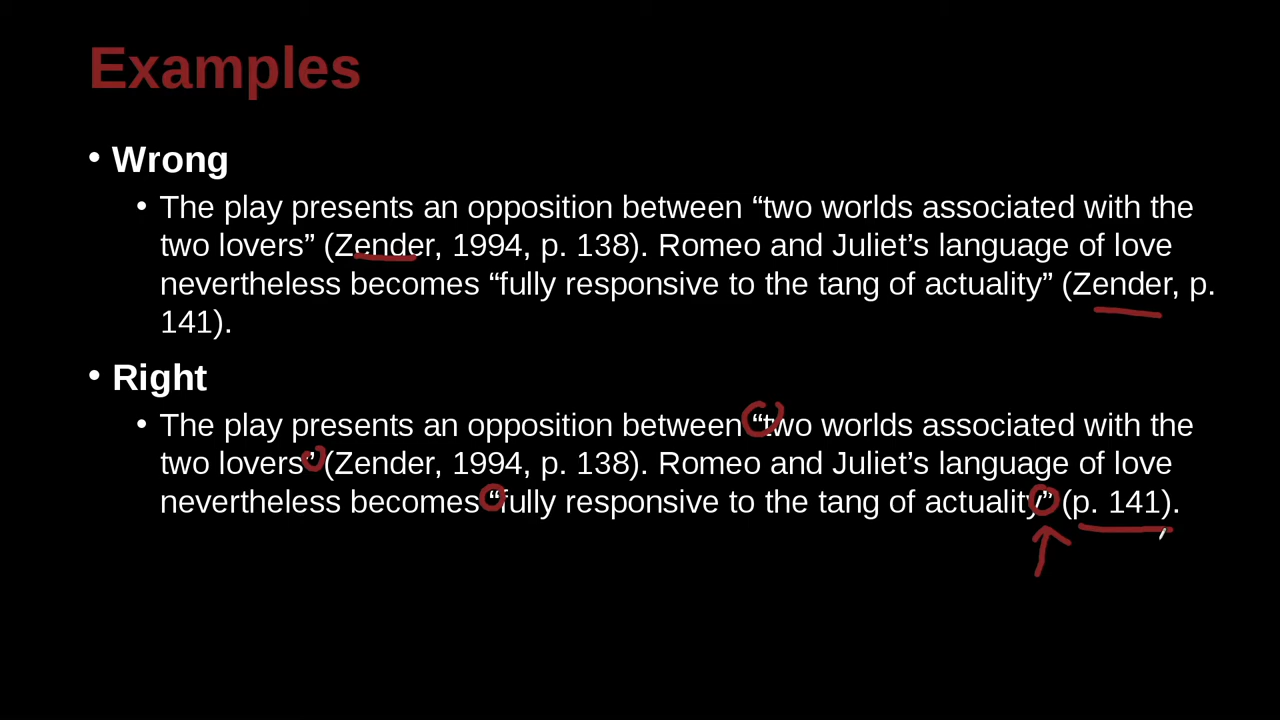 Examples
• Wrong
• The play presents an opposition between “two worlds associated with the
two lovers” (Zender, 1994, p. 138). Romeo and Juliet’s language of love
nevertheless becomes “fully responsive to the tang of actuality” (Zender, p.
141).
• Right
• The play presents an opposition between “two worlds associated with the
two lovers” (Zender, 1994, p. 138). Romeo and Juliet’s language of love
nevertheless becomes “fully responsive to the tang of actuality” (p. 141).